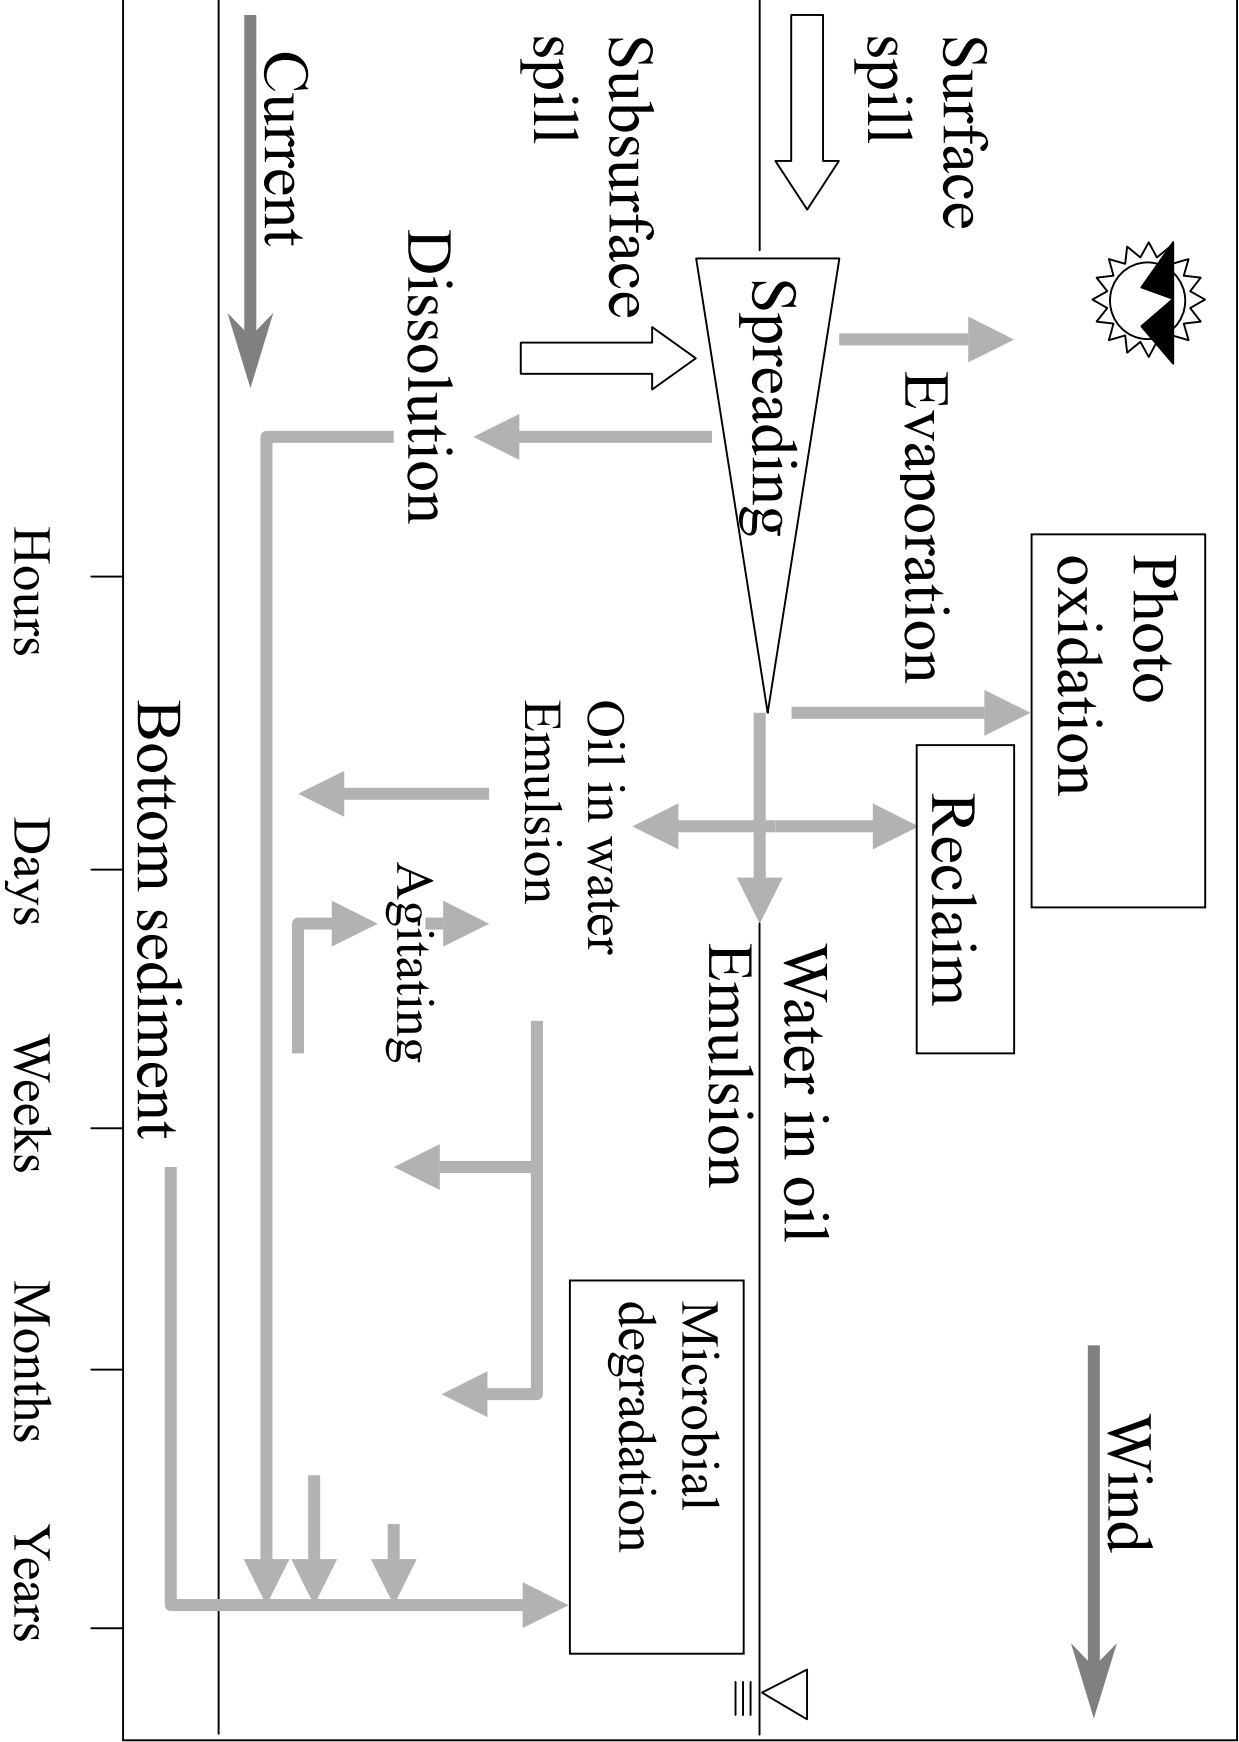 Surface
spill
Photo
oxidation
Wind
Evaporation
Reclaim
Spreading
Water in oil
Emulsion
Subsurface
spill
Oil in water
Emulsion
Microbial
degradation
Dissolution
Agitating
Current
Bottom sediment
Hours
Days
Weeks
Months
Years